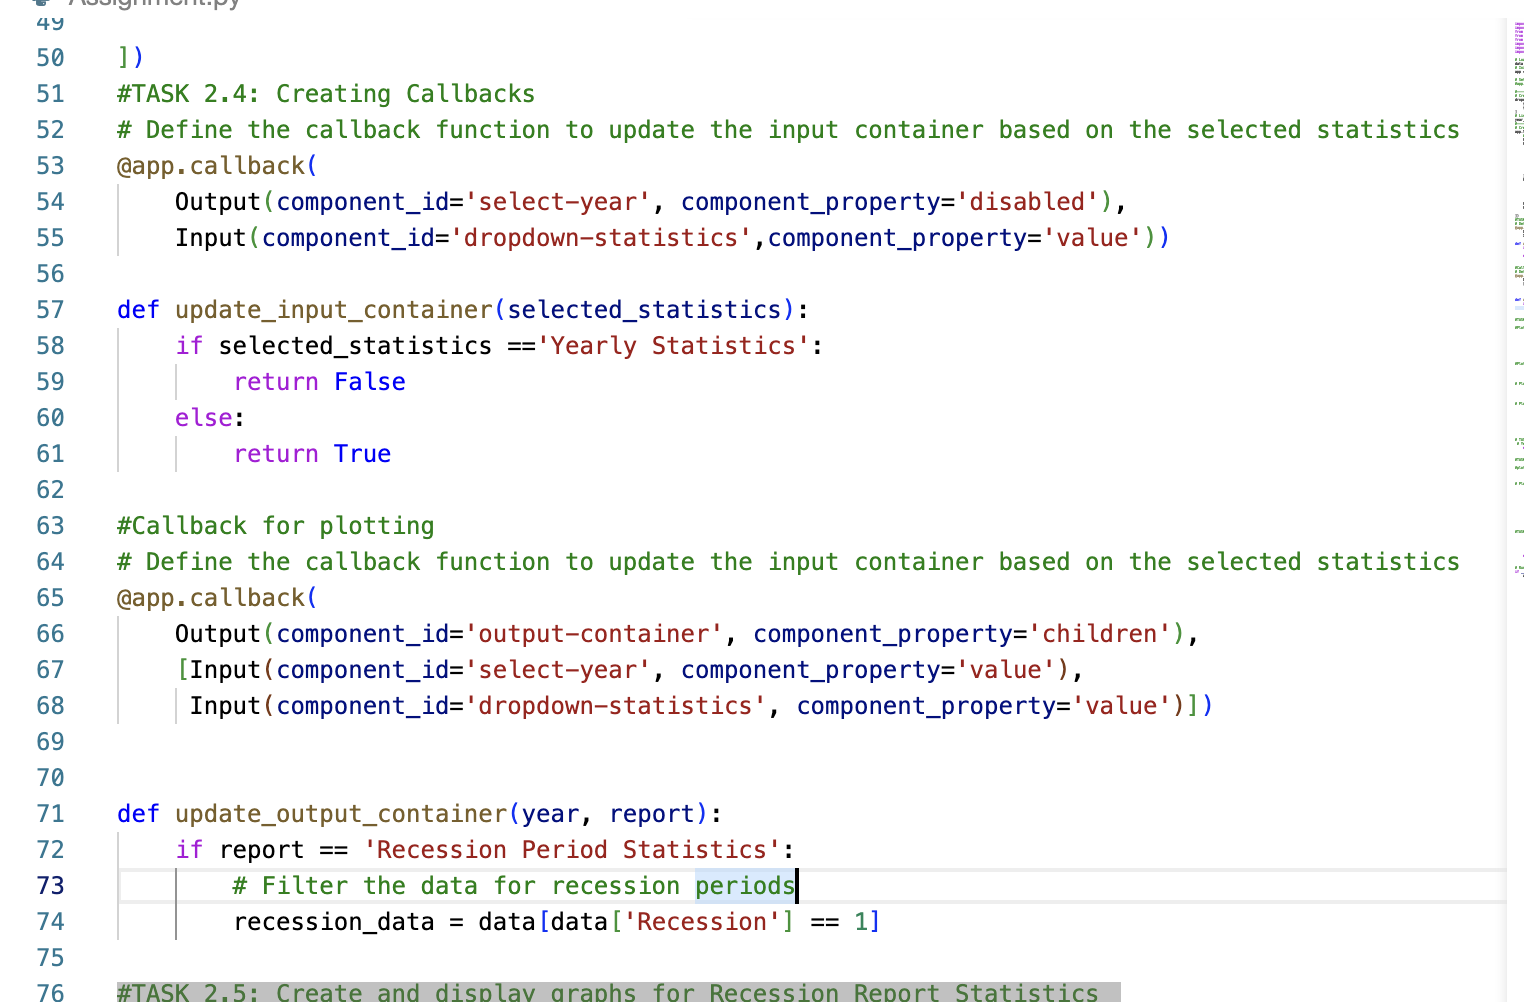 Assignment.py
49
50 ])
51 #TASK 2.4: Creating Callbacks
52 # Define the callback function to update the input container based on the selected statistics
53 @app.callback(
54     Output(component_id='select-year', component_property='disabled'),
55     Input(component_id='dropdown-statistics',component_property='value'))
56
57 def update_input_container(selected_statistics):
58     if selected_statistics =='Yearly Statistics':
59         return False
60     else:
61         return True
62
63 #Callback for plotting
64 # Define the callback function to update the input container based on the selected statistics
65 @app.callback(
66     Output(component_id='output-container', component_property='children'),
67     [Input(component_id='select-year', component_property='value'),
68      Input(component_id='dropdown-statistics', component_property='value')])
69
70
71 def update_output_container(year, report):
72     if report == 'Recession Period Statistics':
73         # Filter the data for recession periods
74         recession_data = data[data['Recession'] == 1]
75
76 #TASK 2.5: Create and display graphs for Recession Report Statistics